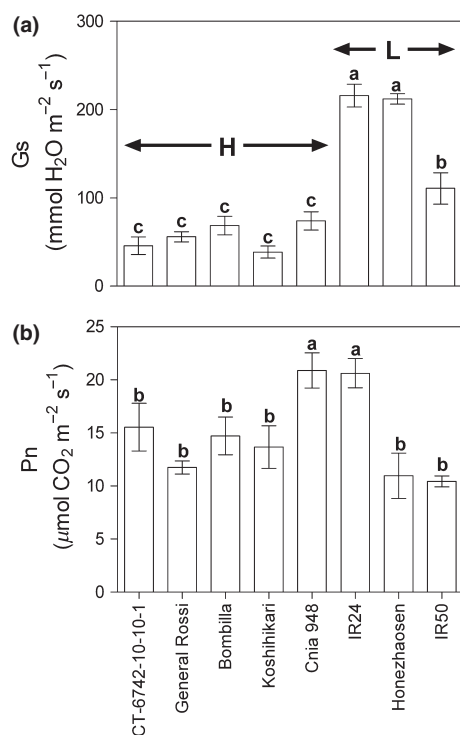 (a)
300
200
100
0
Gs
(mmol H₂O m⁻² s⁻¹)
H
L
c
c
c
c
c
a
a
b
(b)
25
20
15
10
5
0
Pn
(μmol CO₂ m⁻² s⁻¹)
b
b
b
b
a
a
b
b
CT-6742-10-10-1
General Rossi
Bombilla
Koshihikari
Cnia 948
IR24
Honezhaosen
IR50